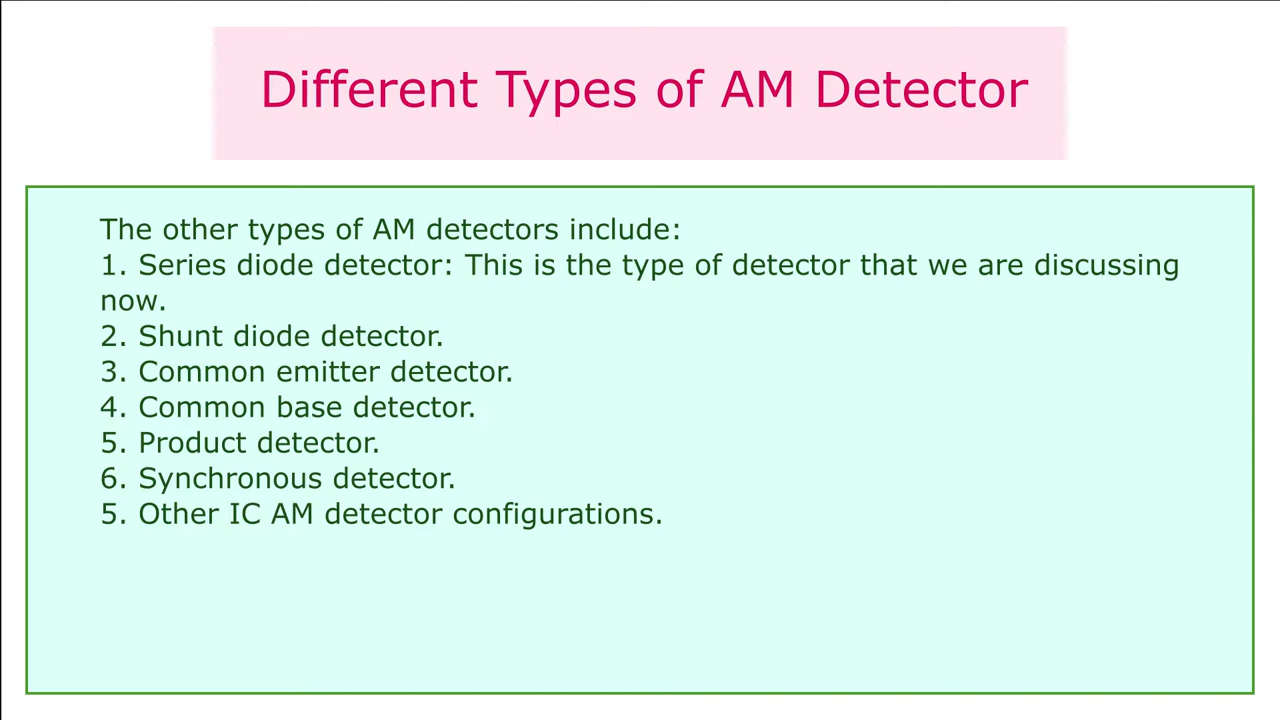 Different Types of AM Detector
The other types of AM detectors include:
1. Series diode detector: This is the type of detector that we are discussing
now.
2. Shunt diode detector.
3. Common emitter detector.
4. Common base detector.
5. Product detector.
6. Synchronous detector.
5. Other IC AM detector configurations.